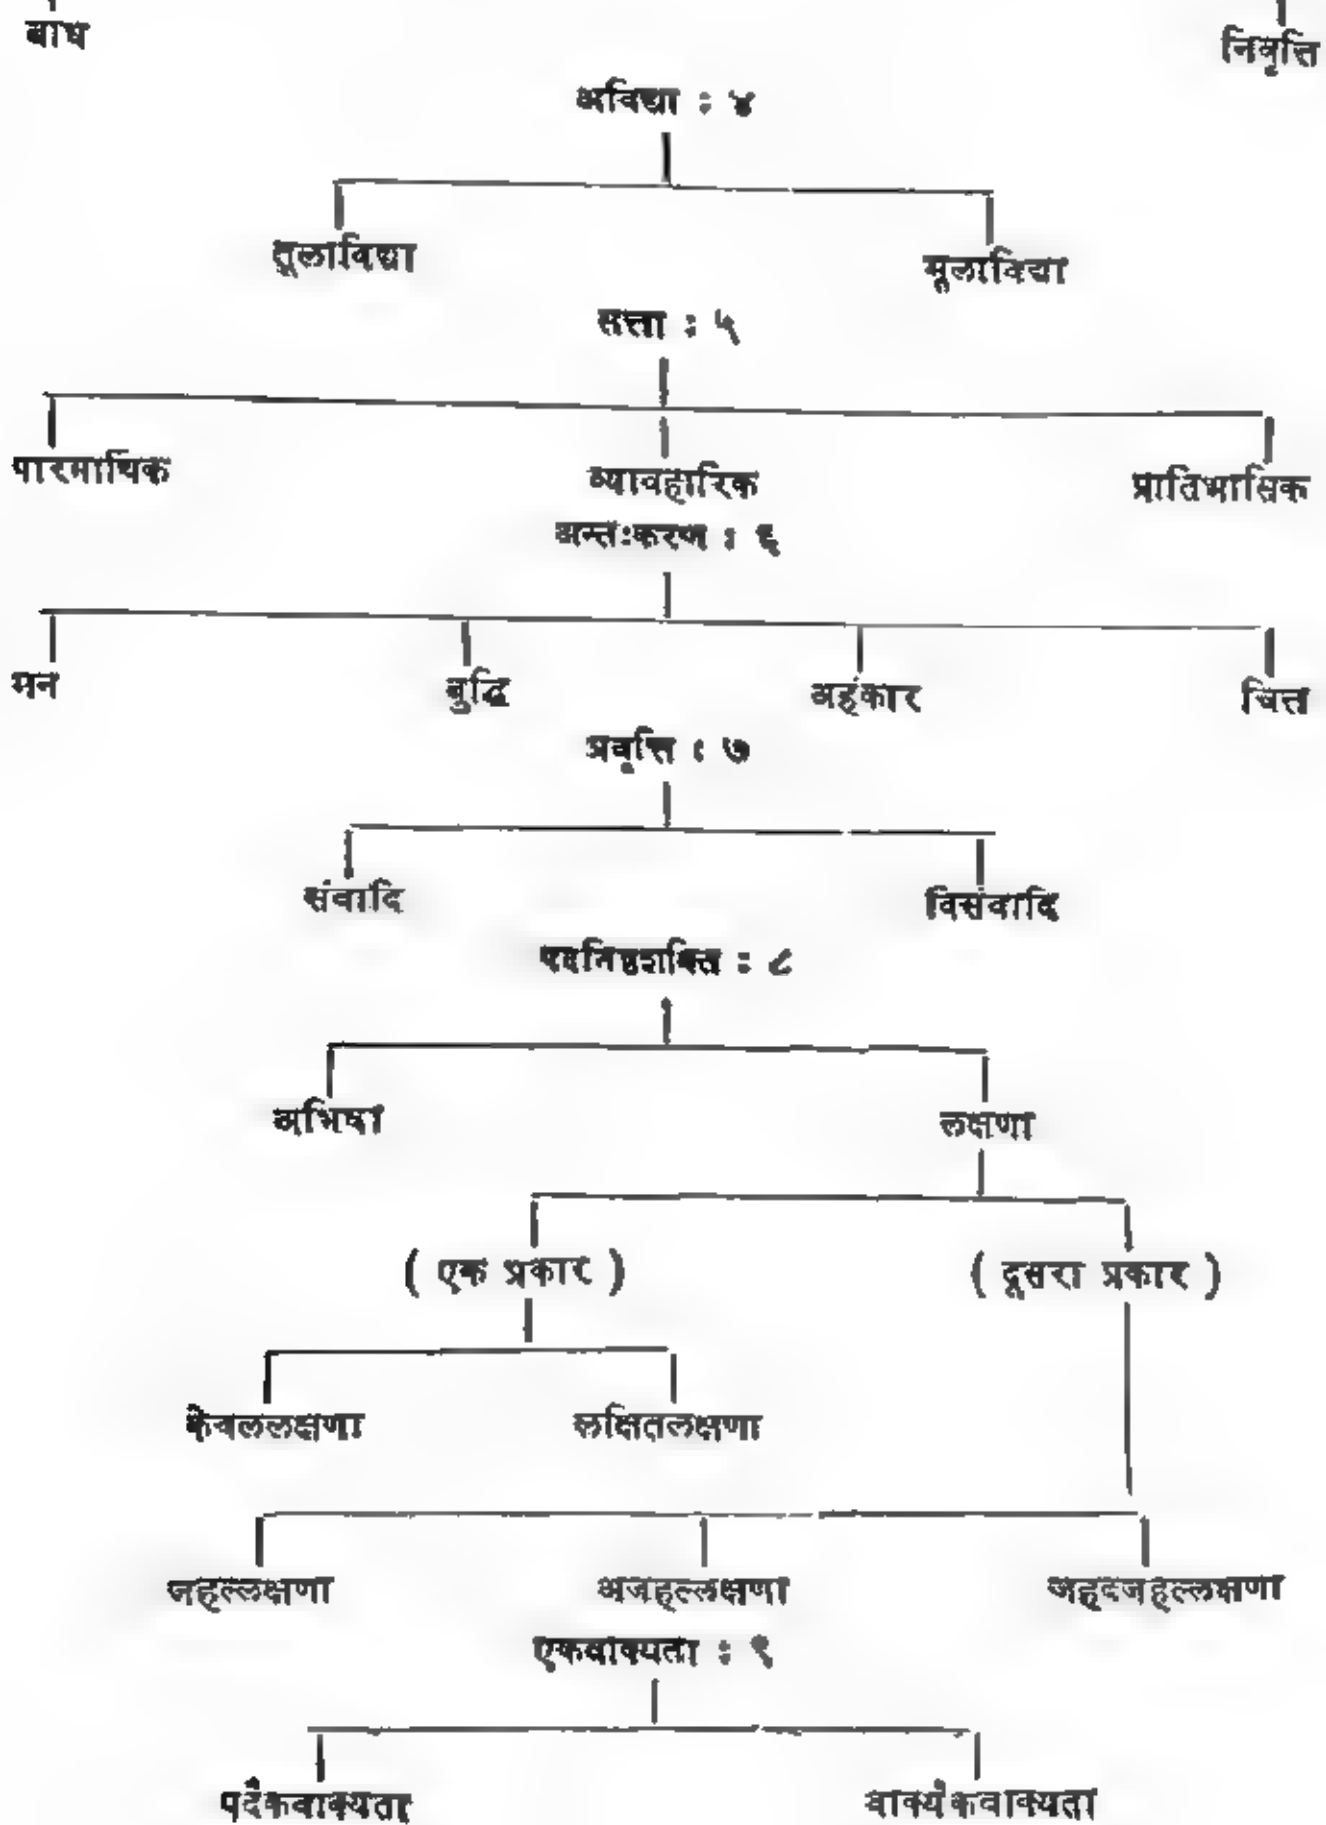 बाध निवृत्ति
अविद्या : ४
तूलाविद्या मूलाविद्या
सत्ता : ५
पारमार्थिक व्यावहारिक प्रातिभासिक
अन्तःकरण : ६
मन बुद्धि अहंकार चित्त
प्रवृत्ति : ७
संवादि विसंवादि
पदनिष्ठशक्ति : ८
अभिधा लक्षणा
( एक प्रकार ) ( दूसरा प्रकार )
केवललक्षणा लक्षितलक्षणा
जहल्लक्षणा अजहल्लक्षणा जहदजहल्लक्षणा
एकवाक्यता : ९
पदैकवाक्यता वाक्यैकवाक्यता